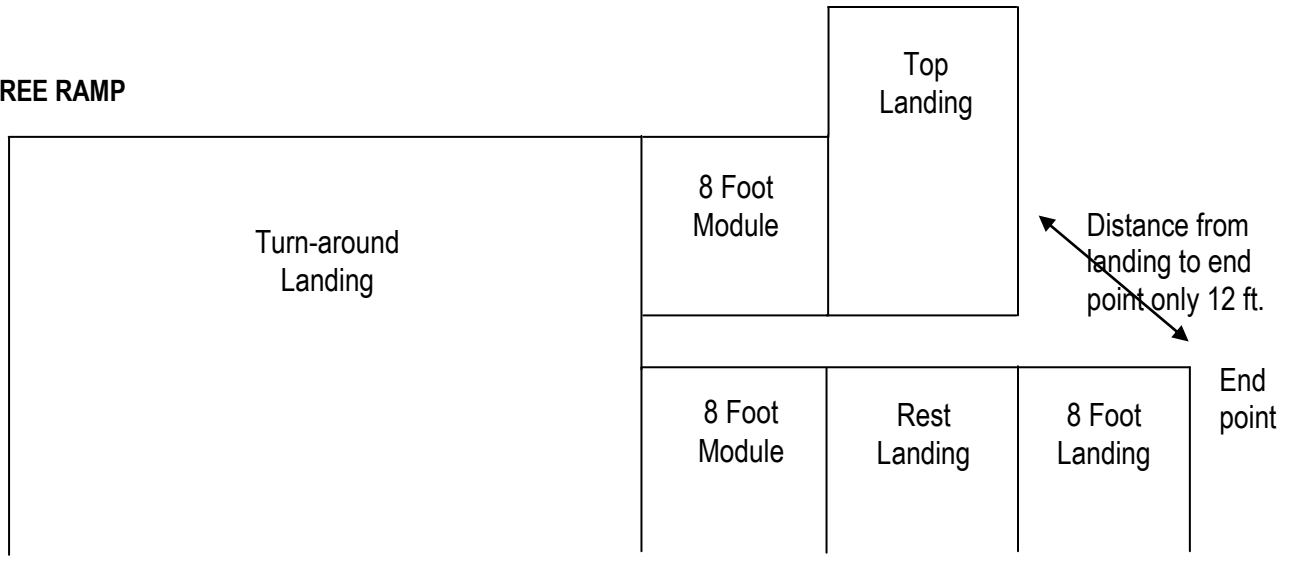 REE RAMP
Top
Landing
8 Foot
Module
Turn-around
Landing
Distance from
landing to end
point only 12 ft.
8 Foot
Module
Rest
Landing
8 Foot
Landing
End
point